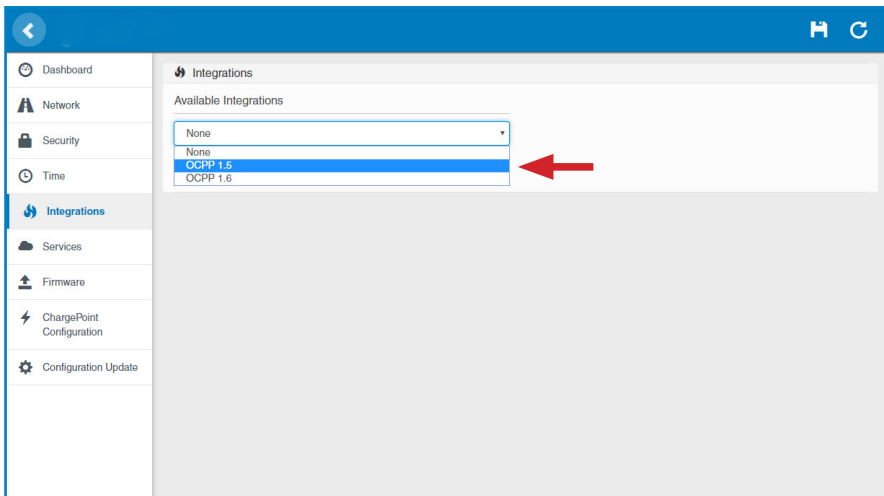 Dashboard
Network
Security
Time
Integrations
Services
Firmware
ChargePoint
Configuration
Configuration Update
Integrations
Available Integrations
None
None
OCPP 1.5
OCPP 1.6